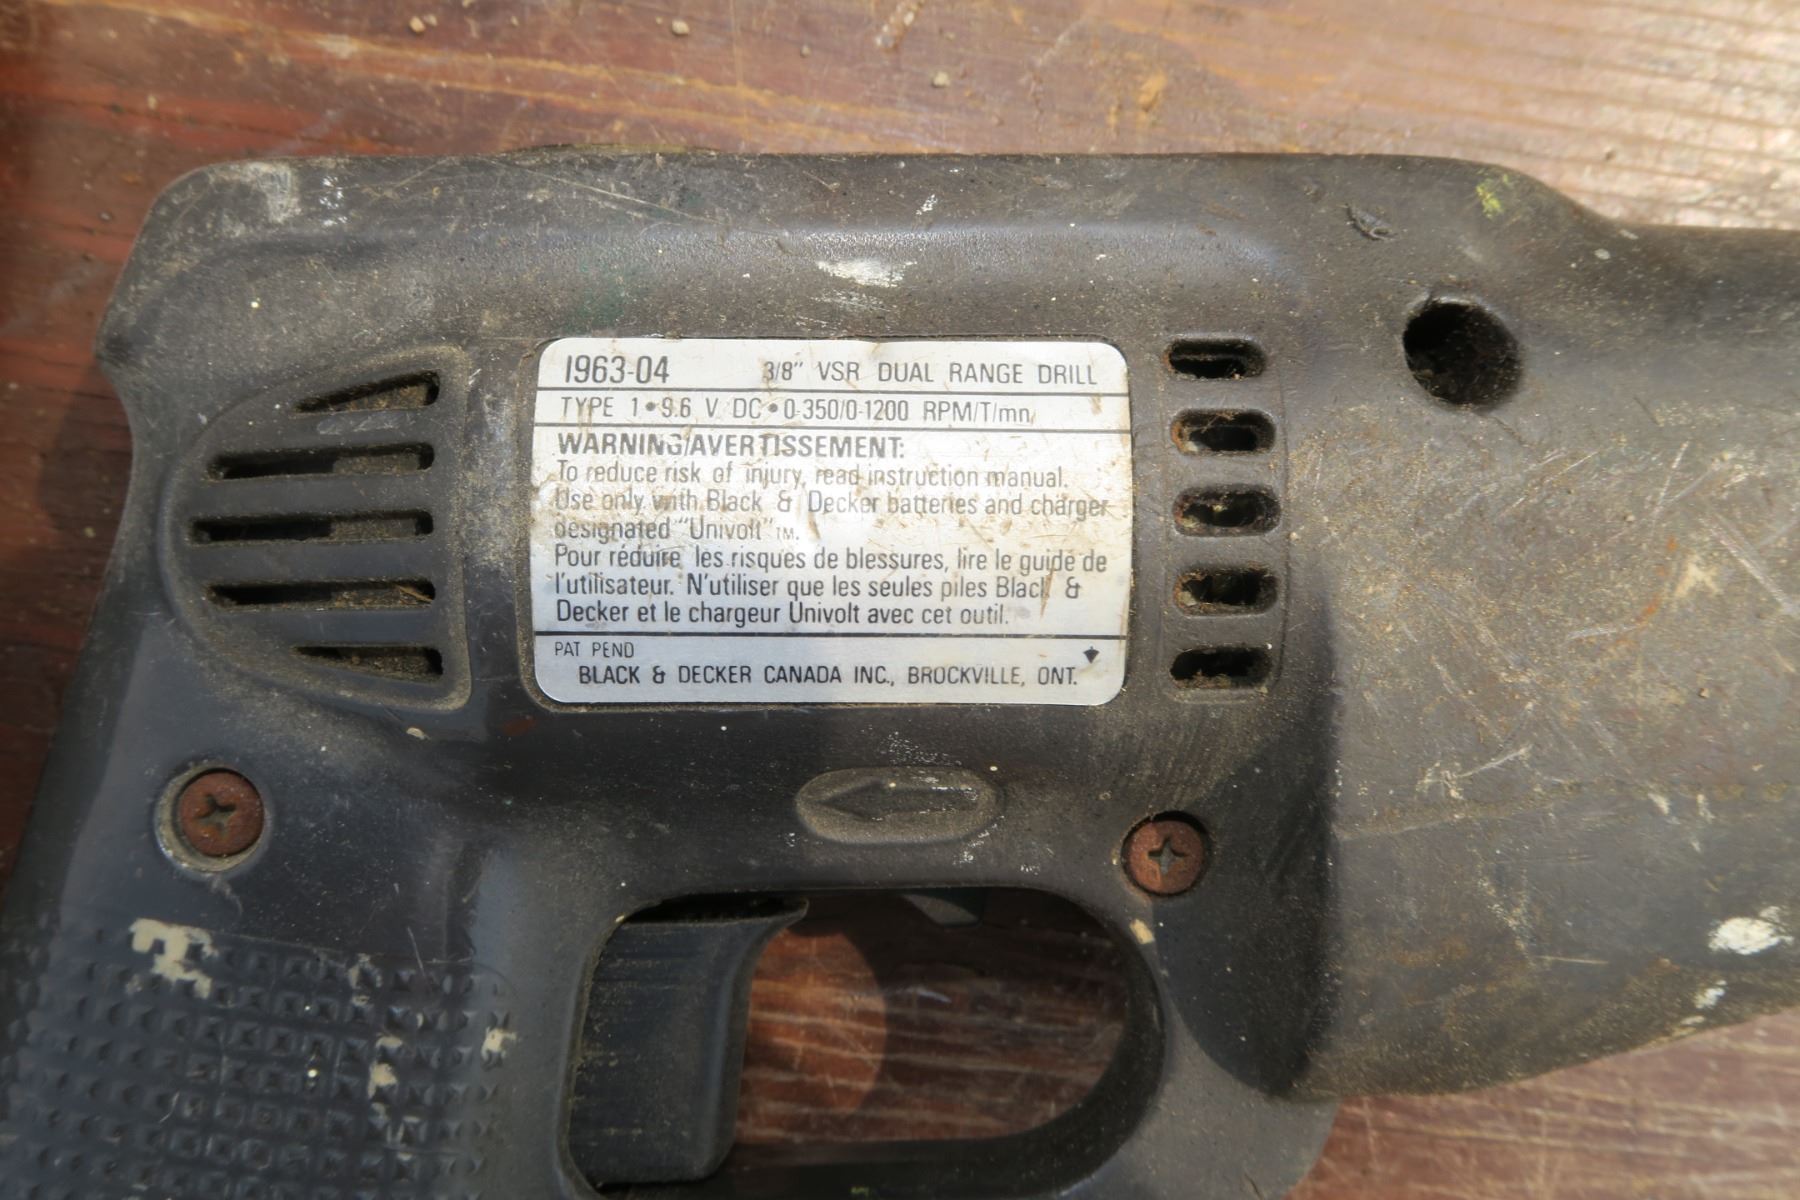 1963-04 3/8" VSR DUAL RANGE DRILL
TYPE 1•9.6 V DC•0-350/0-1200 RPM/T/mn
WARNING/AVERTISSEMENT:
To reduce risk of injury, read instruction manual.
Use only with Black & Decker batteries and charger
designated "Univolt"™.
Pour réduire les risques de blessures, lire le guide de
l'utilisateur. N'utiliser que les seules piles Black &
Decker et le chargeur Univolt avec cet outil.
PAT PEND
BLACK & DECKER CANADA INC., BROCKVILLE, ONT.